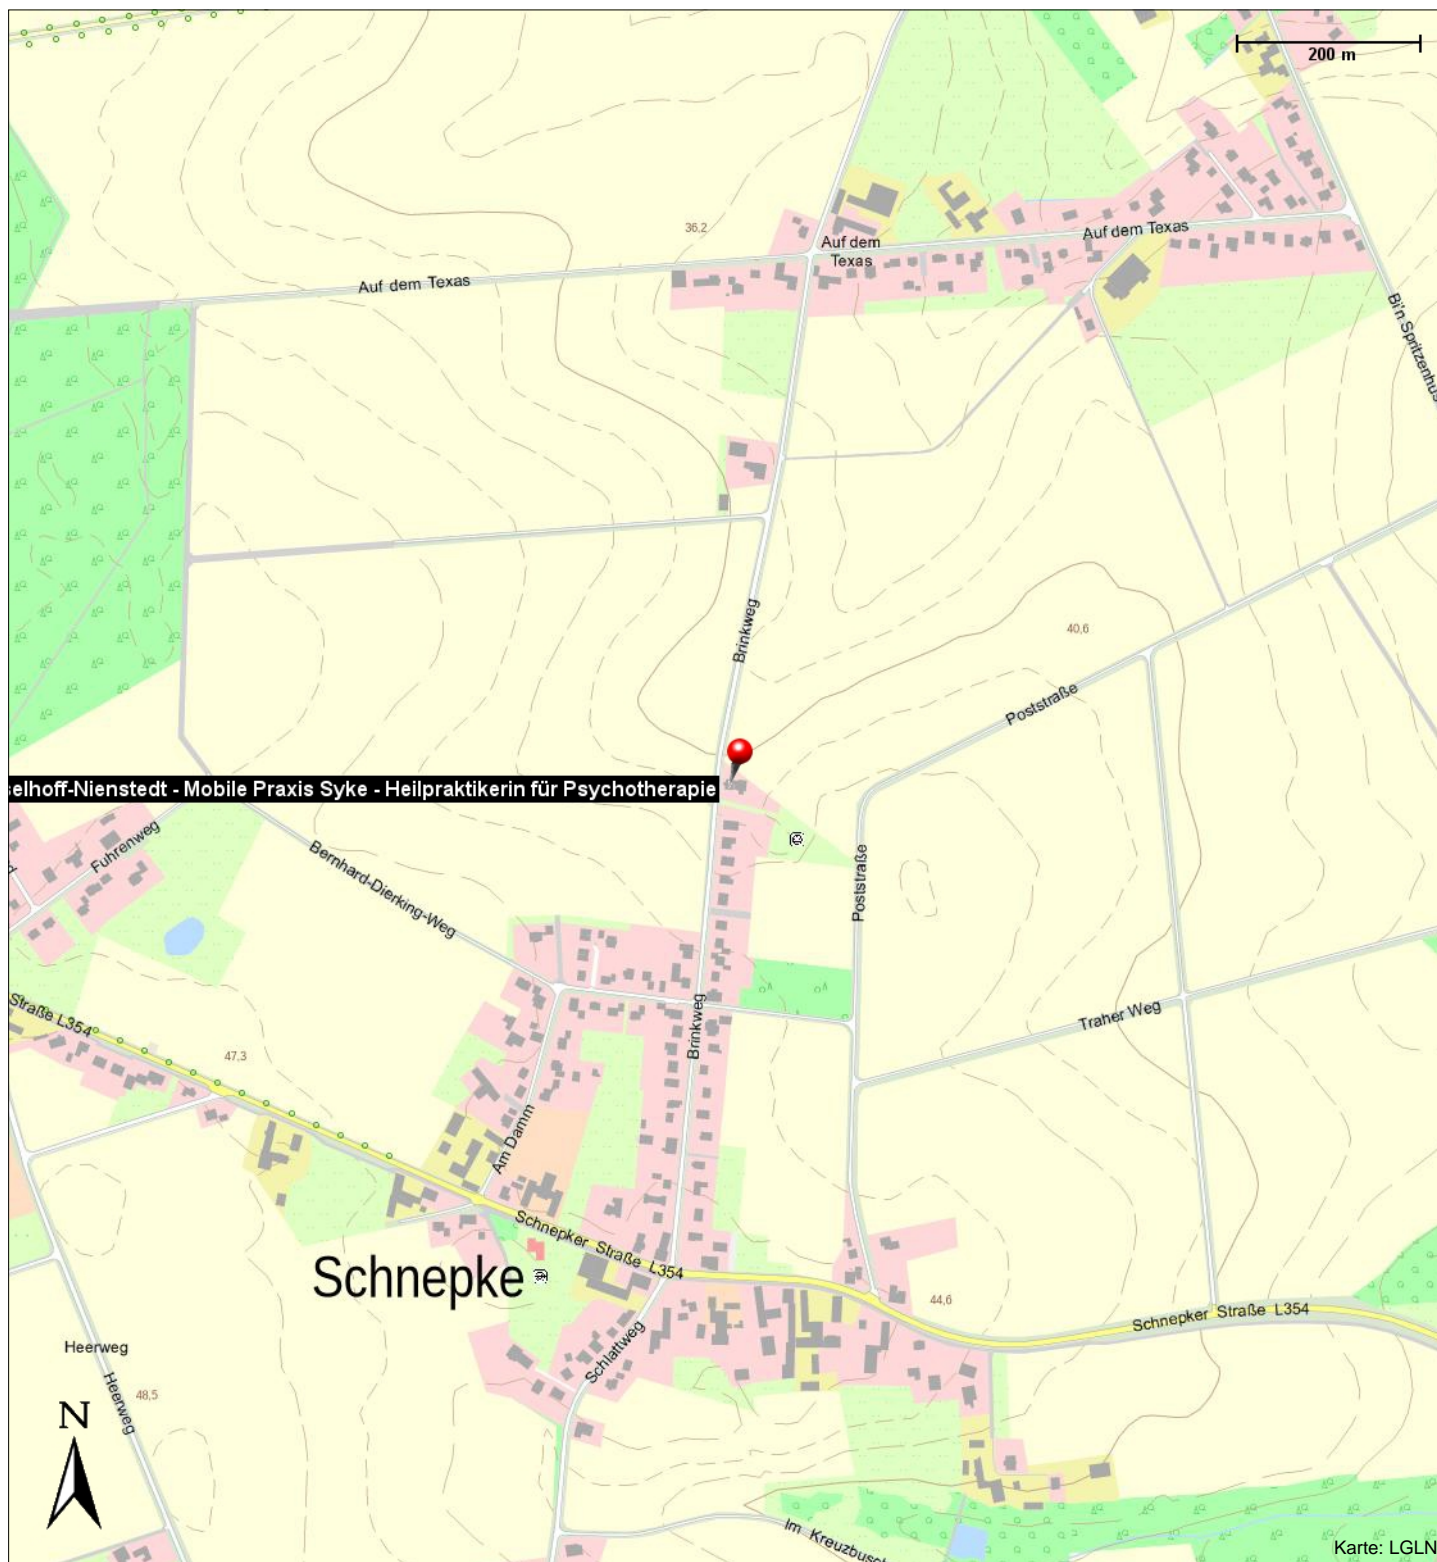 200 m
36,2
Auf dem
Texas
Auf dem Texas
Auf dem Texas
Bi'n Spritzenhus
Brinkweg
40,6
Poststraße
selhoff-Nienstedt - Mobile Praxis Syke - Heilpraktikerin für Psychotherapie
Fuhrenweg
Bernhard-Dierking-Weg
Poststraße
Straße L354
Brinkweg
Traher Weg
47,3
Am Damm
Schnepker Straße L354
Schnepke
44,6
Schnepker Straße L354
Heerweg
Schlattweg
Heerweg
48,5
N
Im Kreuzbusch
Karte: LGLN